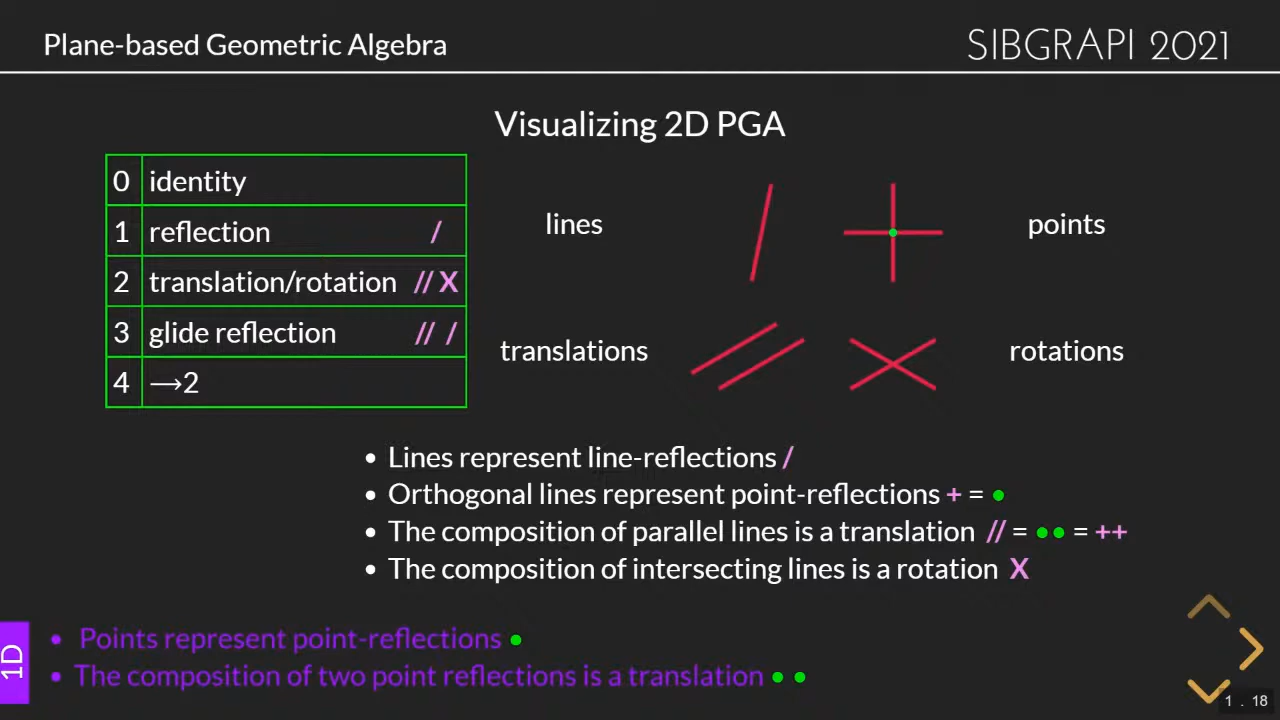 Plane-based Geometric Algebra
SIBGRAPI 2021
Visualizing 2D PGA
0 identity
1 reflection /
2 translation/rotation // X
3 glide reflection // /
4 →2
lines
points
translations
rotations
• Lines represent line-reflections /
• Orthogonal lines represent point-reflections + = •
• The composition of parallel lines is a translation // = •• = ++
• The composition of intersecting lines is a rotation X
1D
• Points represent point-reflections •
• The composition of two point reflections is a translation • •
1 . 18